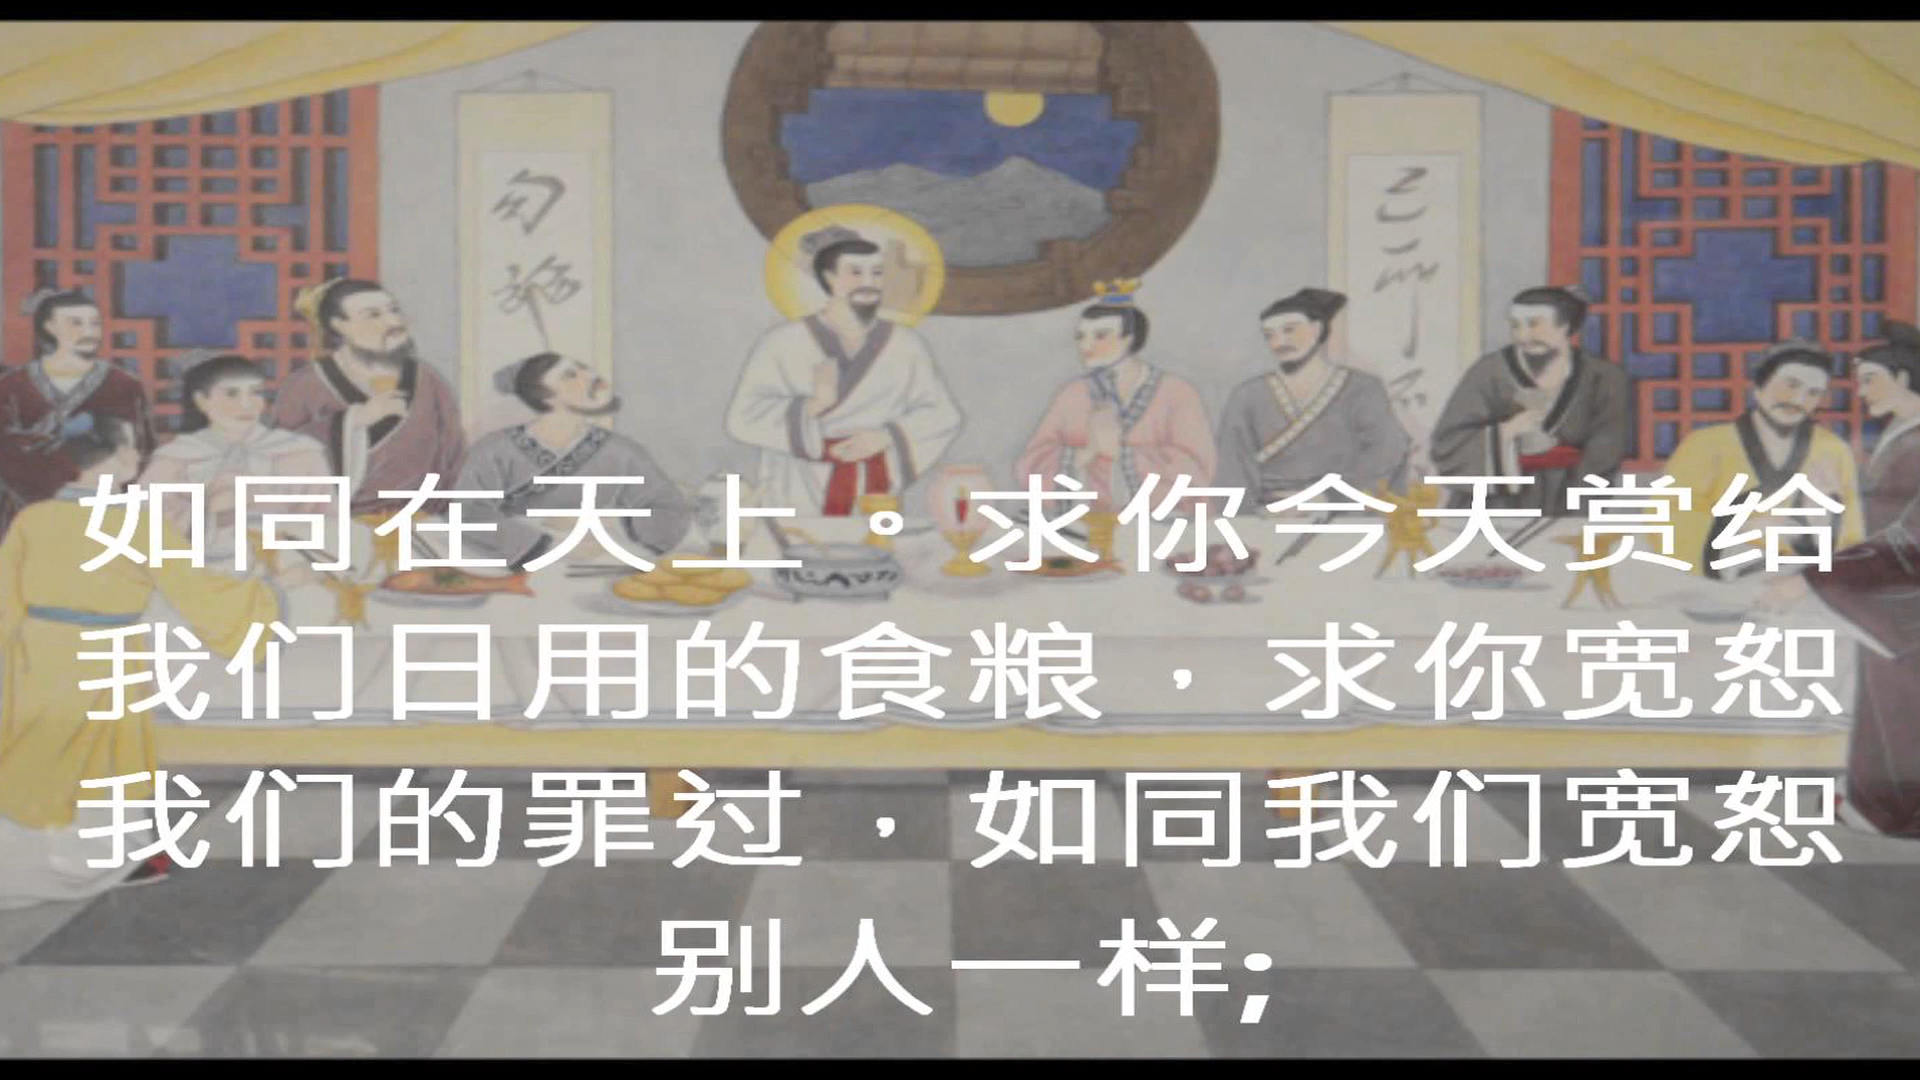 如同在天上。求你今天赏给
我们日用的食粮，求你宽恕
我们的罪过，如同我们宽恕
别人一样;